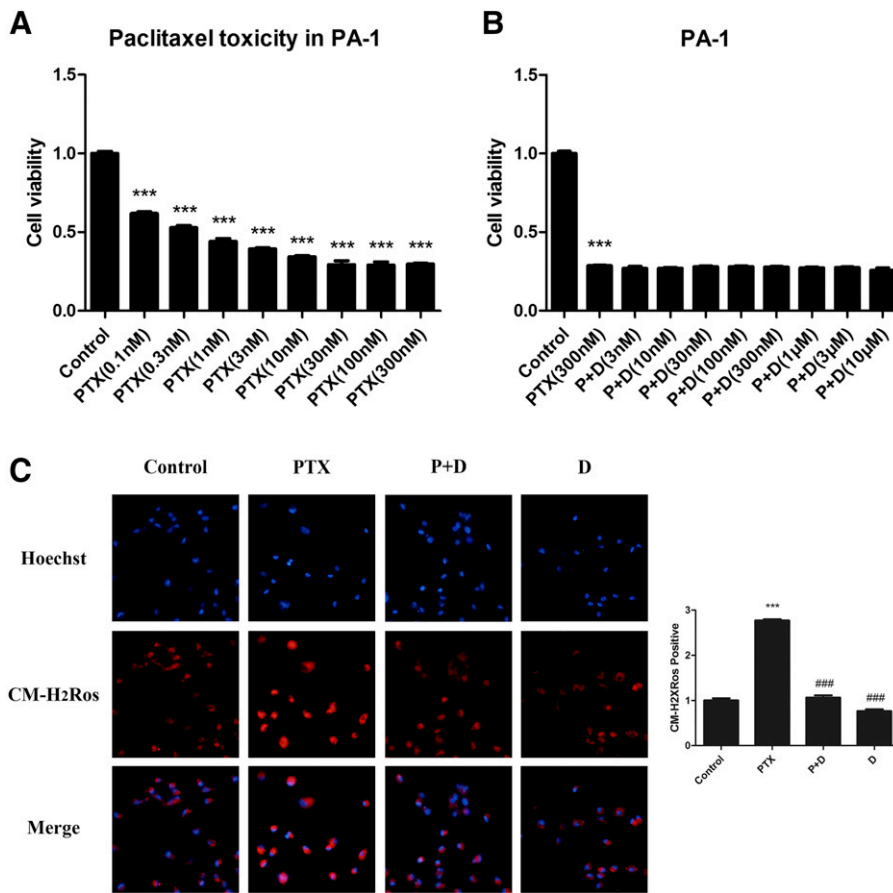 A
Paclitaxel toxicity in PA-1
Cell viability
1.5
1.0
0.5
0.0
***
***
***
***
***
***
***
***
Control
PTX(0.1nM)
PTX(0.3nM)
PTX(1nM)
PTX(3nM)
PTX(10nM)
PTX(30nM)
PTX(100nM)
PTX(300nM)
B
PA-1
Cell viability
1.5
1.0
0.5
0.0
***
Control
PTX(300nM)
P+D(3nM)
P+D(10nM)
P+D(30nM)
P+D(100nM)
P+D(300nM)
P+D(1µM)
P+D(3µM)
P+D(10µM)
C
Control PTX P+D D
Hoechst
CM-H2Ros
Merge
CM-H2XRos Positive
3
2
1
0
***
###
###
Control
PTX
P+D
D